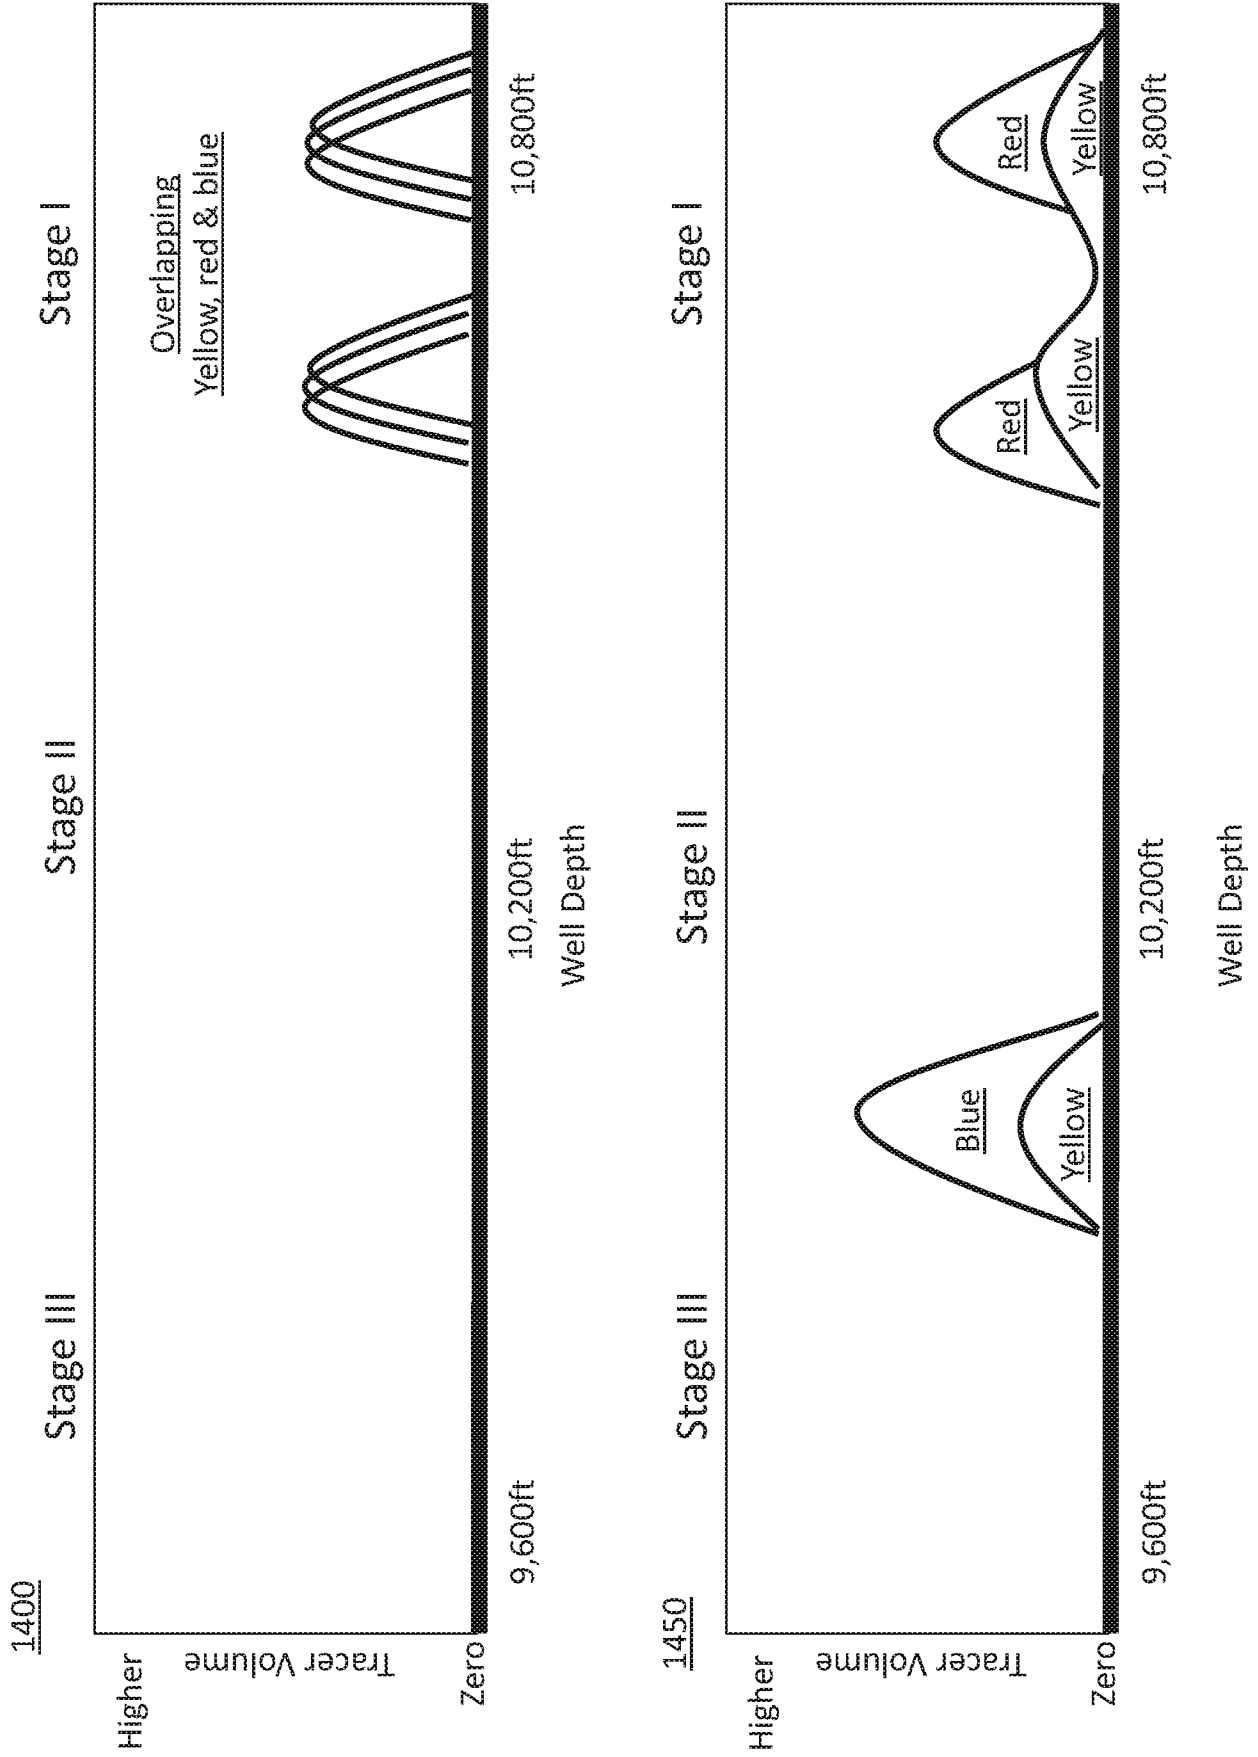 1400
Stage III
Stage II
Stage I
Higher
Tracer Volume
Zero
Overlapping
Yellow, red & blue
9,600ft
10,200ft
10,800ft
Well Depth
1450
Stage III
Stage II
Stage I
Higher
Tracer Volume
Zero
Blue
Yellow
Red
Yellow
Red
Yellow
9,600ft
10,200ft
10,800ft
Well Depth